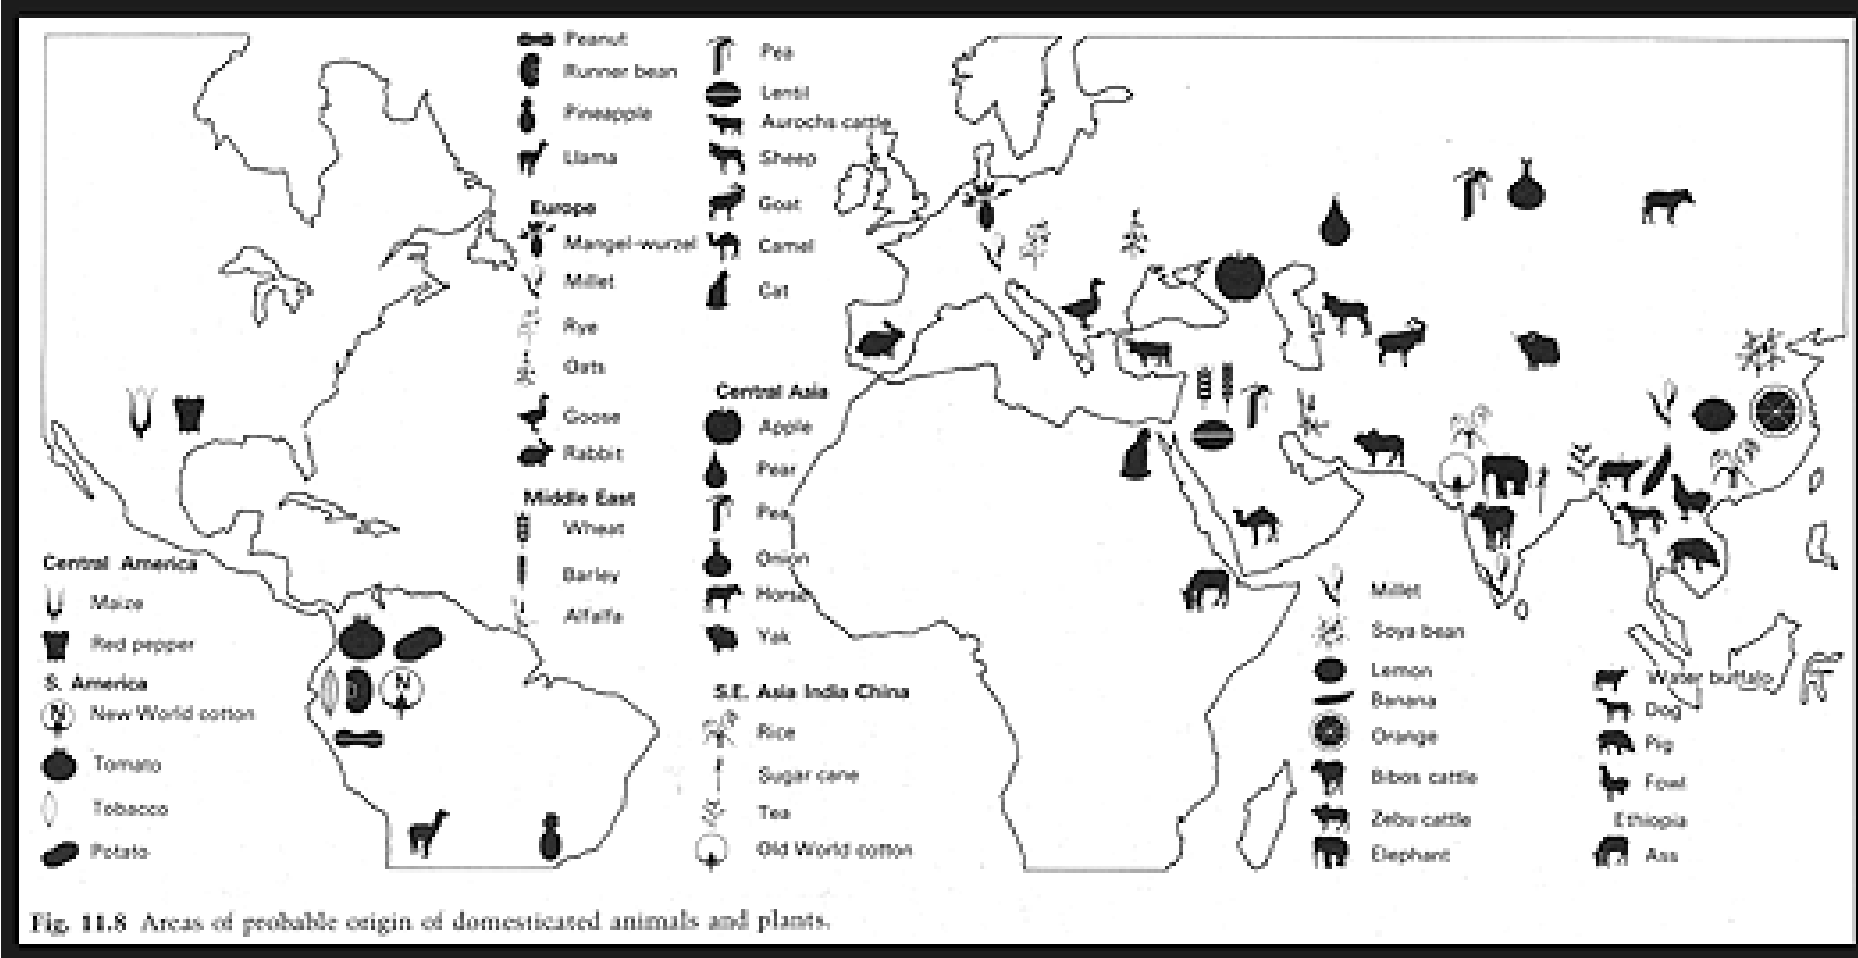 Central America
Maize
Red pepper
S. America
N New World cotton
Tomato
Tobacco
Potato
Peanut
Runner bean
Pineapple
Llama
Europe
Mangel-wurzel
Millet
Rye
Oats
Goose
Rabbit
Middle East
Wheat
Barley
Alfalfa
Pea
Lentil
Aurochs cattle
Sheep
Goat
Camel
Cat
Central Asia
Apple
Pear
Pea
Onion
Horse
Yak
S.E. Asia India China
Rice
Sugar cane
Tea
Old World cotton
Millet
Soya bean
Lemon
Banana
Orange
Bibos cattle
Zebu cattle
Elephant
Water buffalo
Dog
Pig
Fowl
Ethiopia
Ass
N
Fig. 11.8 Areas of probable origin of domesticated animals and plants.